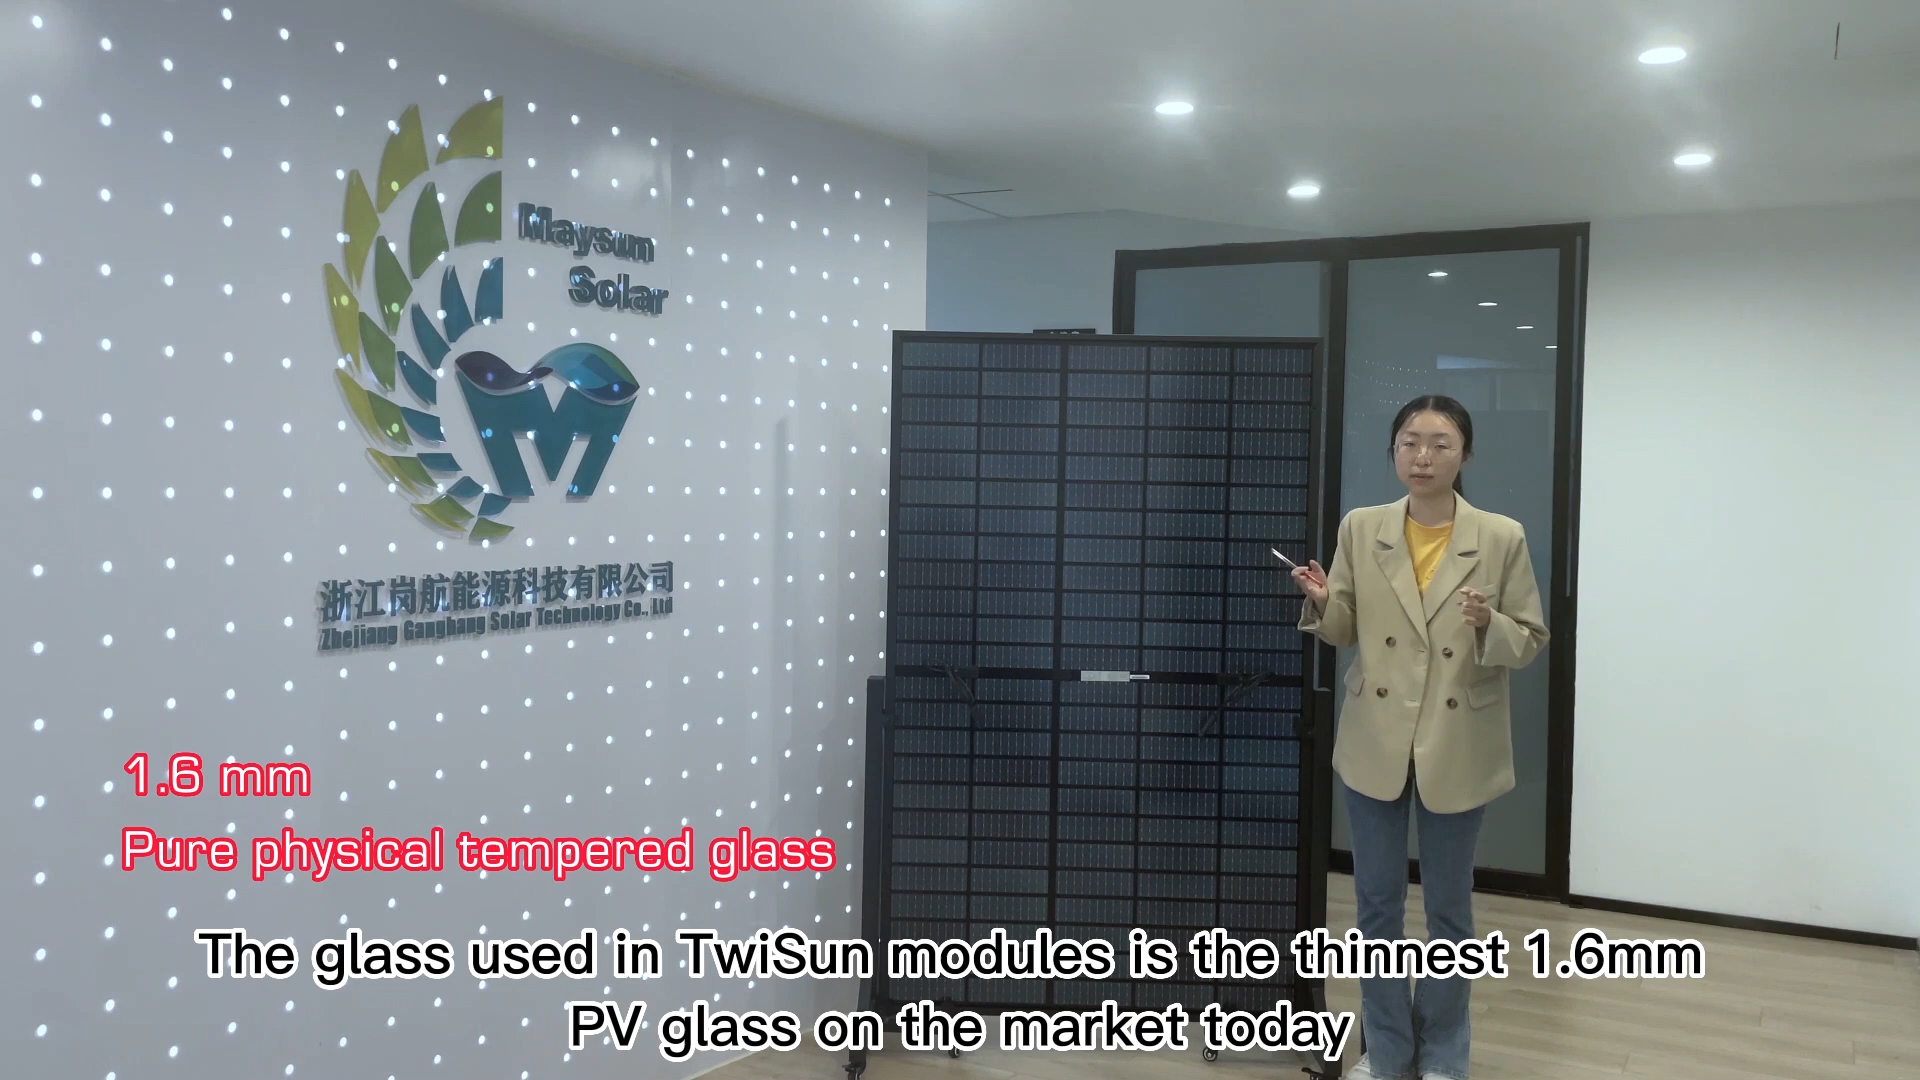 Maysun
Solar
M
浙江岗航能源科技有限公司
Zhejiang Ganghang Solar Technology Co., Ltd
1.6 mm
Pure physical tempered glass
The glass used in TwiSun modules is the thinnest 1.6mm
PV glass on the market today